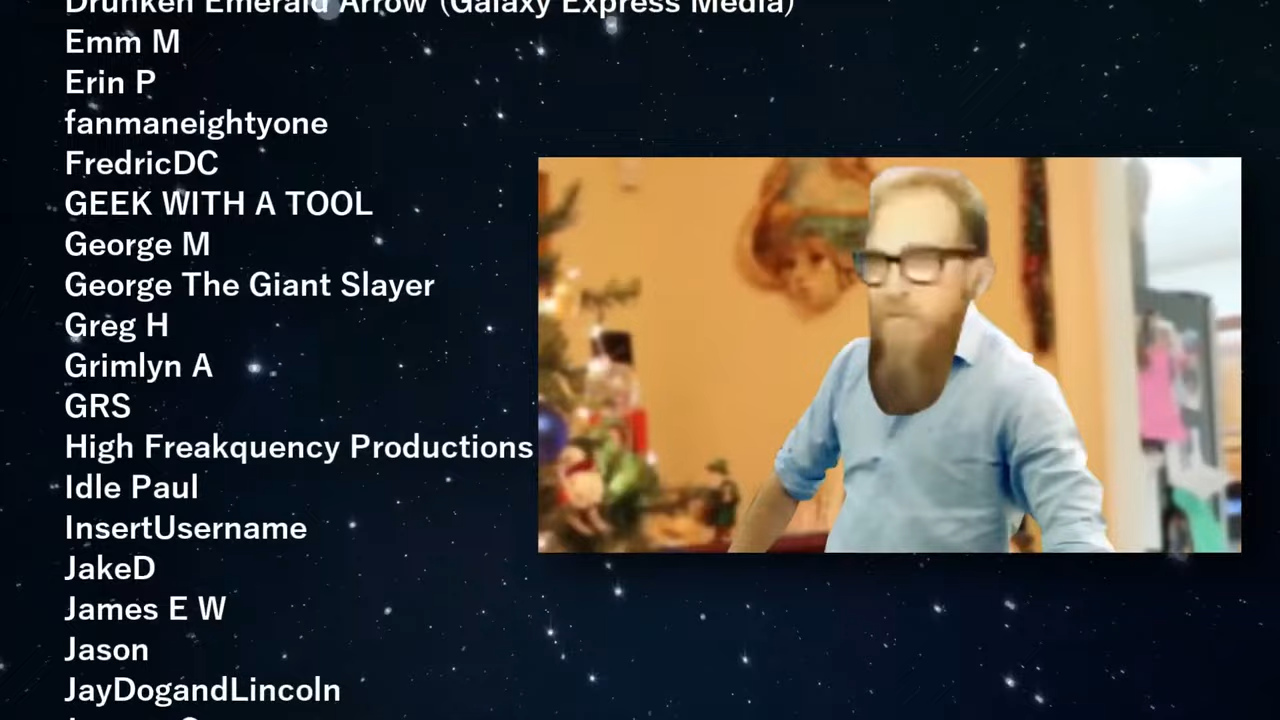 Drunken Emerald Arrow (Galaxy Express Media)
Emm M
Erin P
fanmaneightyone
FredricDC
GEEK WITH A TOOL
George M
George The Giant Slayer
Greg H
Grimlyn A
GRS
High Freakquency Productions
Idle Paul
InsertUsername
JakeD
James E W
Jason
JayDogandLincoln